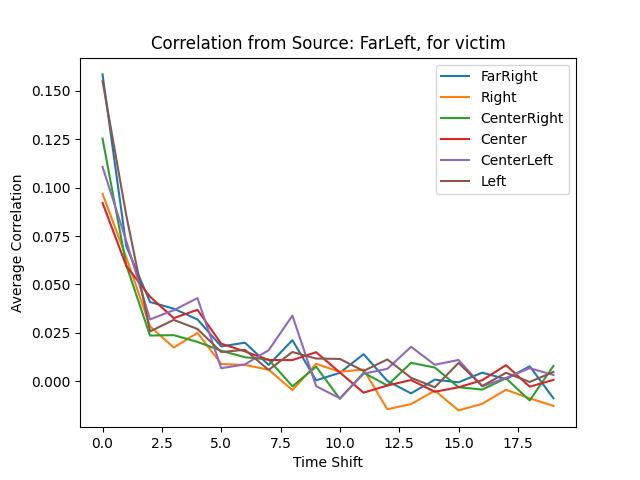 Correlation from Source: FarLeft, for victim
FarRight
Right
CenterRight
Center
CenterLeft
Left
Average Correlation
0.150
0.125
0.100
0.075
0.050
0.025
0.000
0.0 2.5 5.0 7.5 10.0 12.5 15.0 17.5
Time Shift